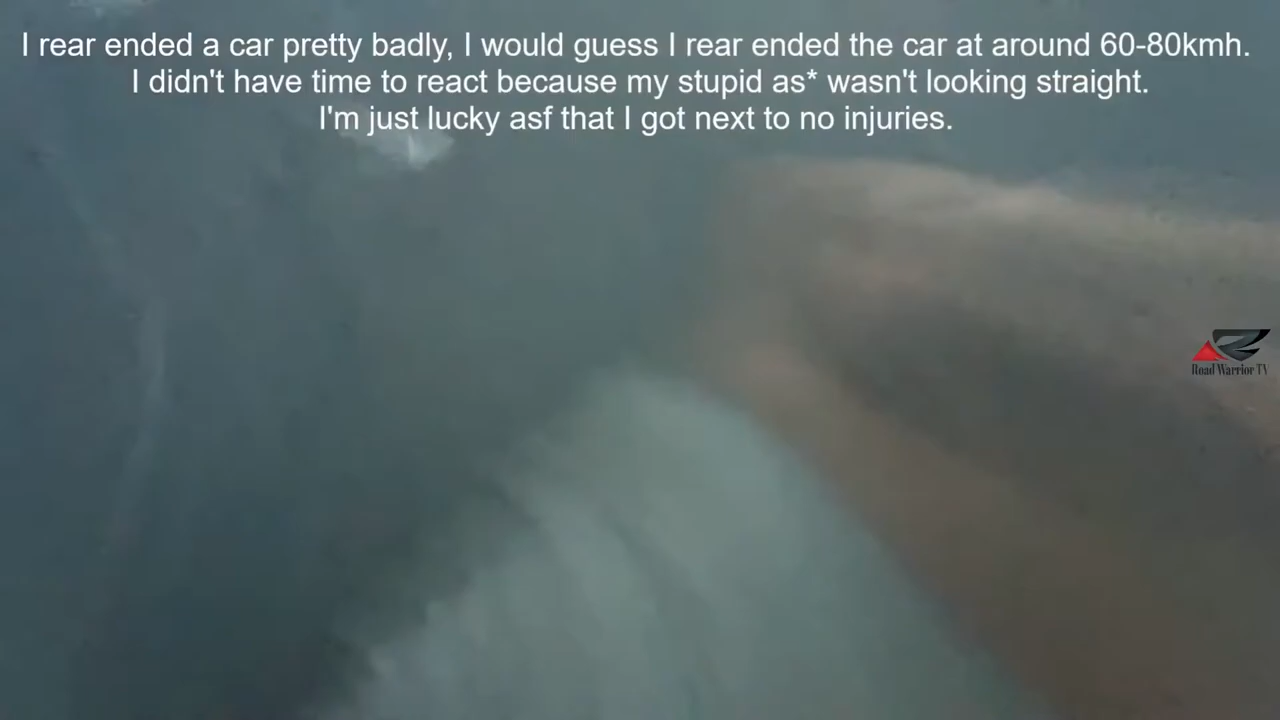 I rear ended a car pretty badly, I would guess I rear ended the car at around 60-80kmh.
I didn't have time to react because my stupid as* wasn't looking straight.
I'm just lucky asf that I got next to no injuries.
Road Warrior TV